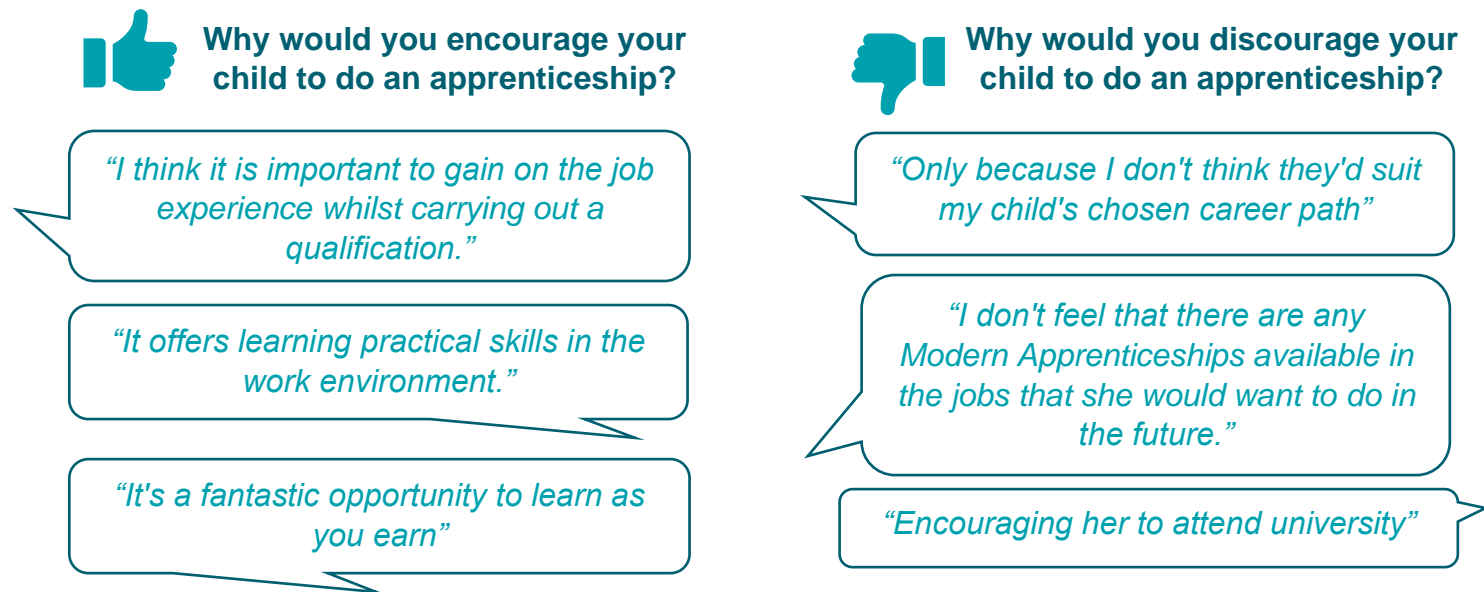 Why would you encourage your
child to do an apprenticeship?
“I think it is important to gain on the job
experience whilst carrying out a
qualification.”
“It offers learning practical skills in the
work environment.”
“It's a fantastic opportunity to learn as
you earn”
Why would you discourage your
child to do an apprenticeship?
“Only because I don't think they'd suit
my child's chosen career path”
“I don't feel that there are any
Modern Apprenticeships available in
the jobs that she would want to do in
the future.”
“Encouraging her to attend university”